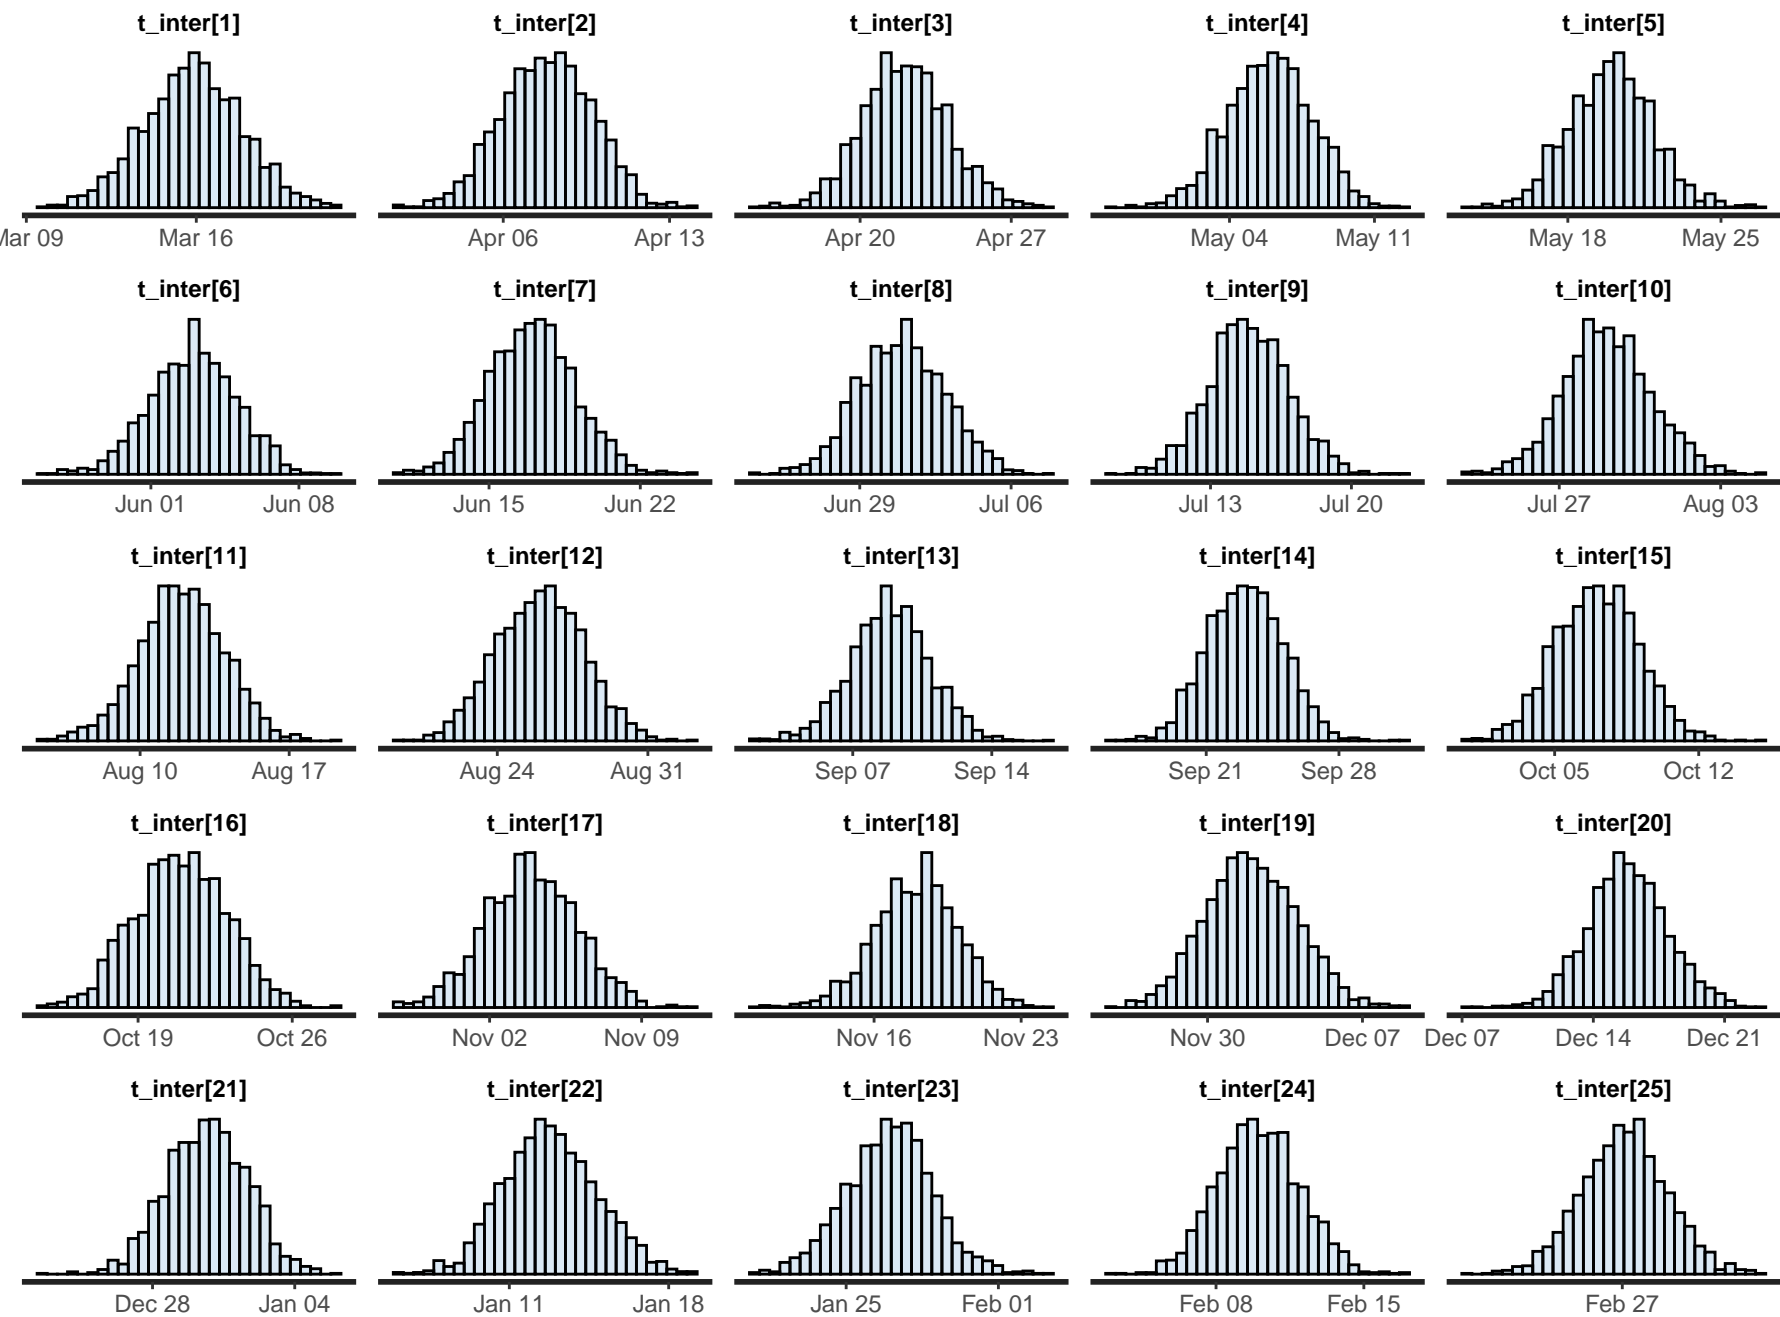 t_inter[1] t_inter[2] t_inter[3] t_inter[4] t_inter[5]
Mar 09 Mar 16 Apr 06 Apr 13 Apr 20 Apr 27 May 04 May 11 May 18 May 25
t_inter[6] t_inter[7] t_inter[8] t_inter[9] t_inter[10]
Jun 01 Jun 08 Jun 15 Jun 22 Jun 29 Jul 06 Jul 13 Jul 20 Jul 27 Aug 03
t_inter[11] t_inter[12] t_inter[13] t_inter[14] t_inter[15]
Aug 10 Aug 17 Aug 24 Aug 31 Sep 07 Sep 14 Sep 21 Sep 28 Oct 05 Oct 12
t_inter[16] t_inter[17] t_inter[18] t_inter[19] t_inter[20]
Oct 19 Oct 26 Nov 02 Nov 09 Nov 16 Nov 23 Nov 30 Dec 07 Dec 07 Dec 14 Dec 21
t_inter[21] t_inter[22] t_inter[23] t_inter[24] t_inter[25]
Dec 28 Jan 04 Jan 11 Jan 18 Jan 25 Feb 01 Feb 08 Feb 15 Feb 27